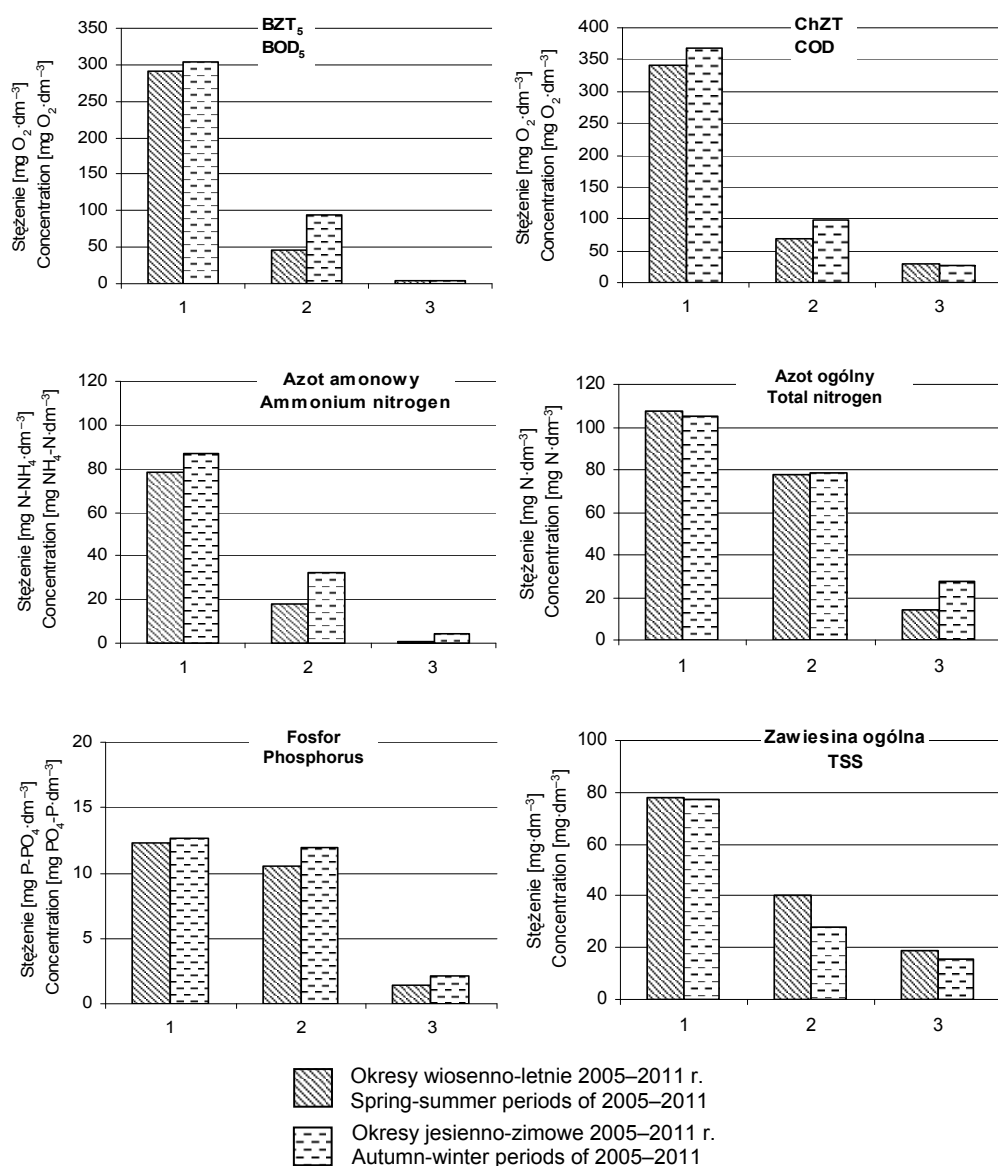 BZT₅
BOD₅
Stężenie [mg O₂·dm⁻³]
Concentration [mg O₂·dm⁻³]
350
300
250
200
150
100
50
0
1
2
3
ChZT
COD
Stężenie [mg O₂·dm⁻³]
Concentration [mg O₂·dm⁻³]
400
350
300
250
200
150
100
50
0
1
2
3
Azot amonowy
Ammonium nitrogen
Stężenie [mg N-NH₄·dm⁻³]
Concentration [mg NH₄-N·dm⁻³]
120
100
80
60
40
20
0
1
2
3
Azot ogólny
Total nitrogen
Stężenie [mg N·dm⁻³]
Concentration [mg N·dm⁻³]
120
100
80
60
40
20
0
1
2
3
Fosfor
Phosphorus
Stężenie [mg P-PO₄·dm⁻³]
Concentration [mg PO₄-P·dm⁻³]
20
15
10
5
0
1
2
3
Zawiesina ogólna
TSS
Stężenie [mg·dm⁻³]
Concentration [mg·dm⁻³]
100
80
60
40
20
0
1
2
3
Okresy wiosenno-letnie 2005–2011 r.
Spring-summer periods of 2005–2011
Okresy jesienno-zimowe 2005–2011 r.
Autumn-winter periods of 2005–2011